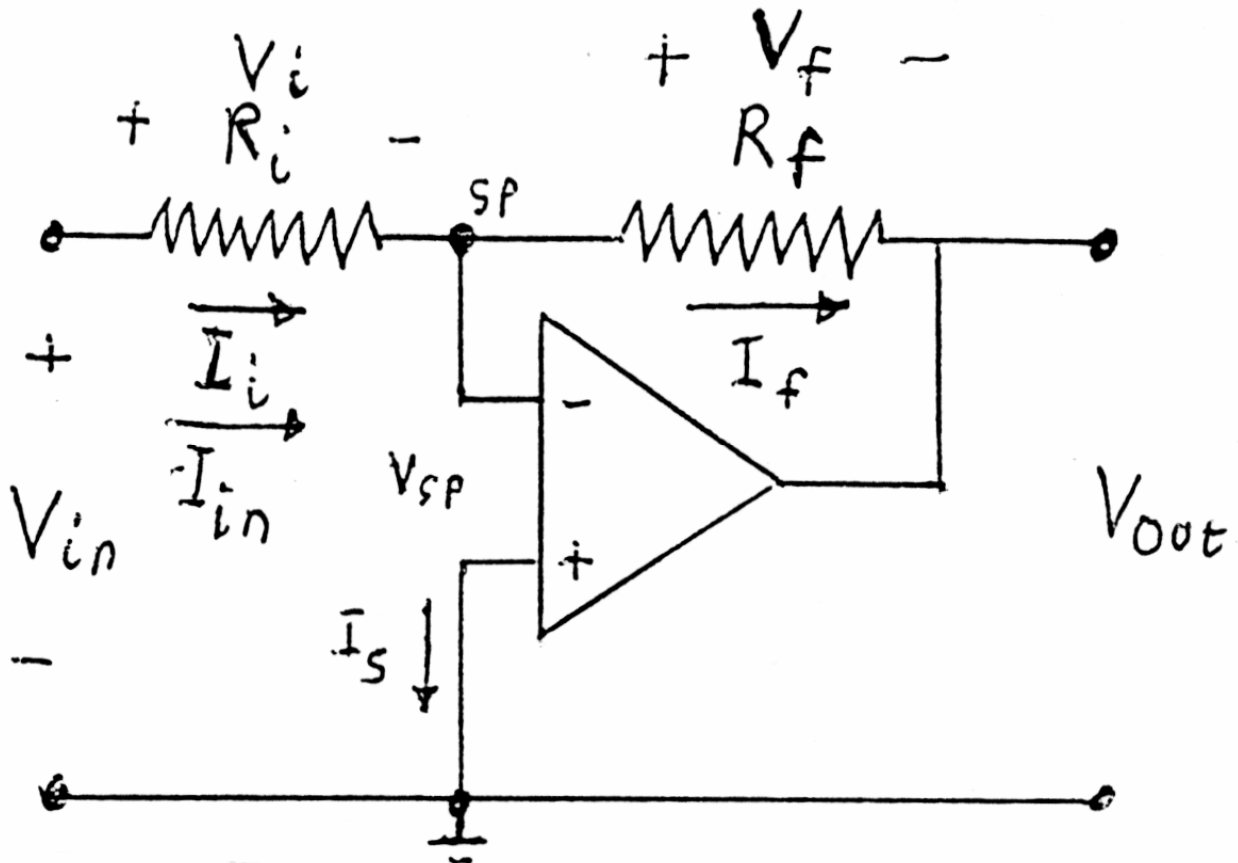 + Vi
Ri -
+ Vf -
Rf
SP
Ii
Iin
If
+
Vin
-
-
VSP
+
Is
Vout